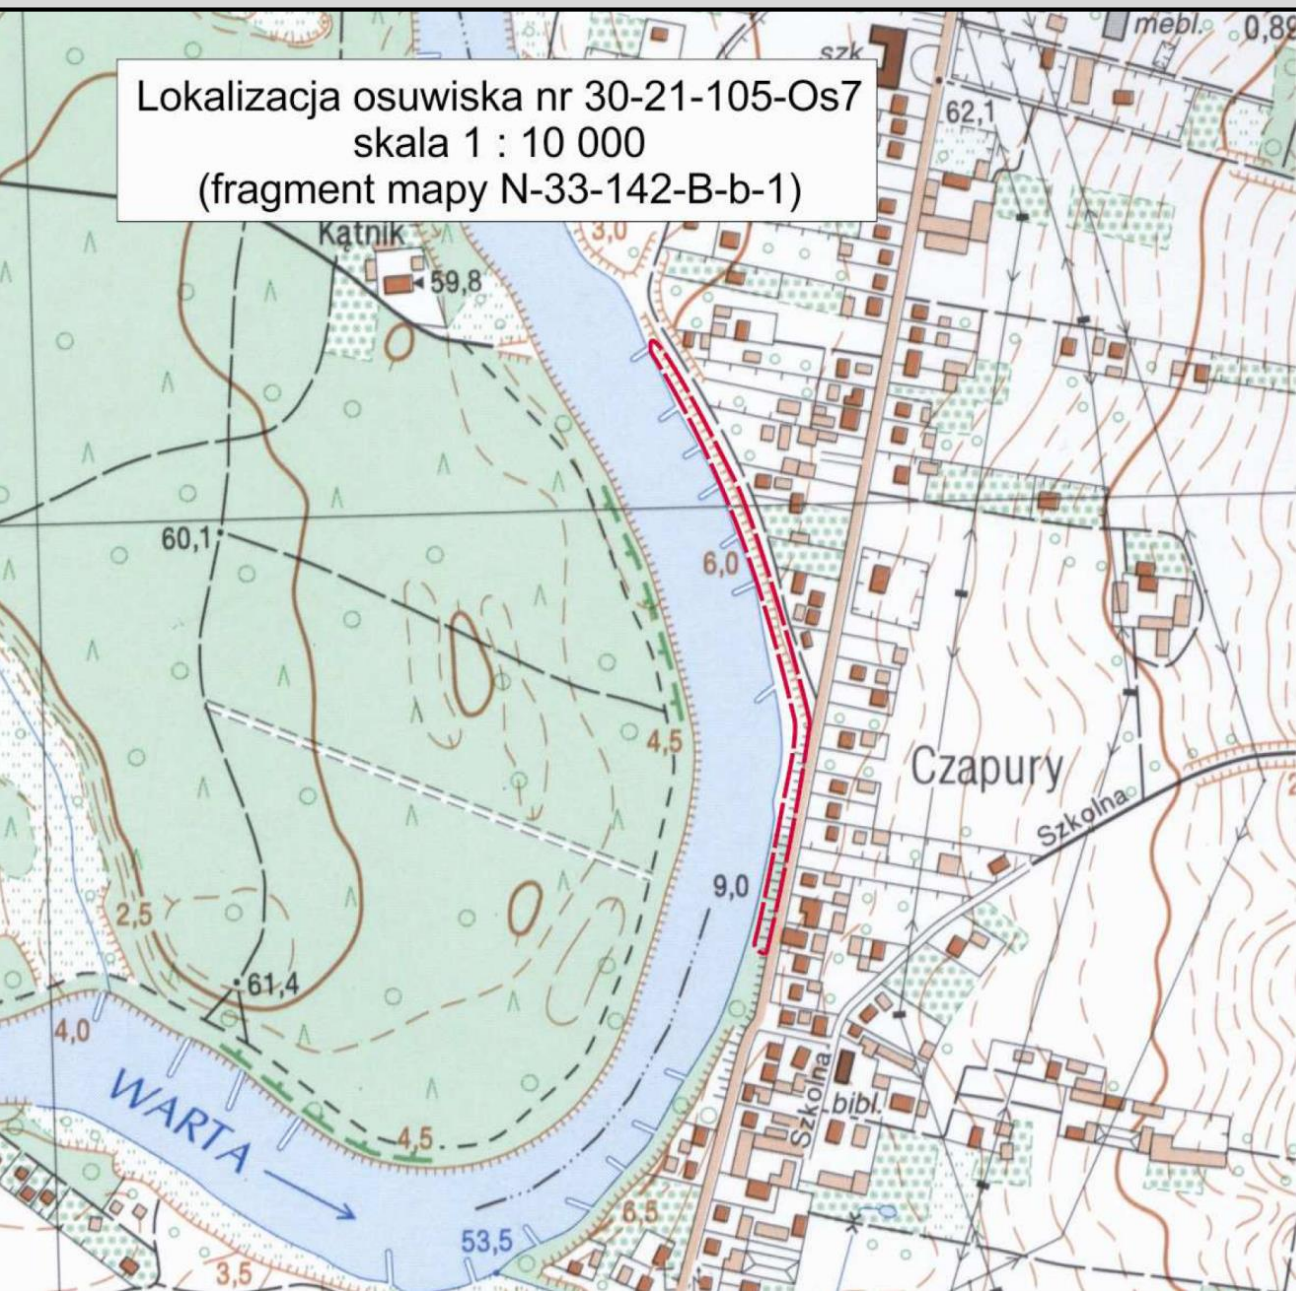 mebl.
0,89
szk
Lokalizacja osuwiska nr 30-21-105-Os7
skala 1 : 10 000
(fragment mapy N-33-142-B-b-1)
62,1
Kątnik
3,0
59,8
60,1
6,0
4,5
Czapury
Szkolna
9,0
2,5
61,4
4,0
WARTA
4,5
Szkolna
bibl.
6,5
53,5
3,5